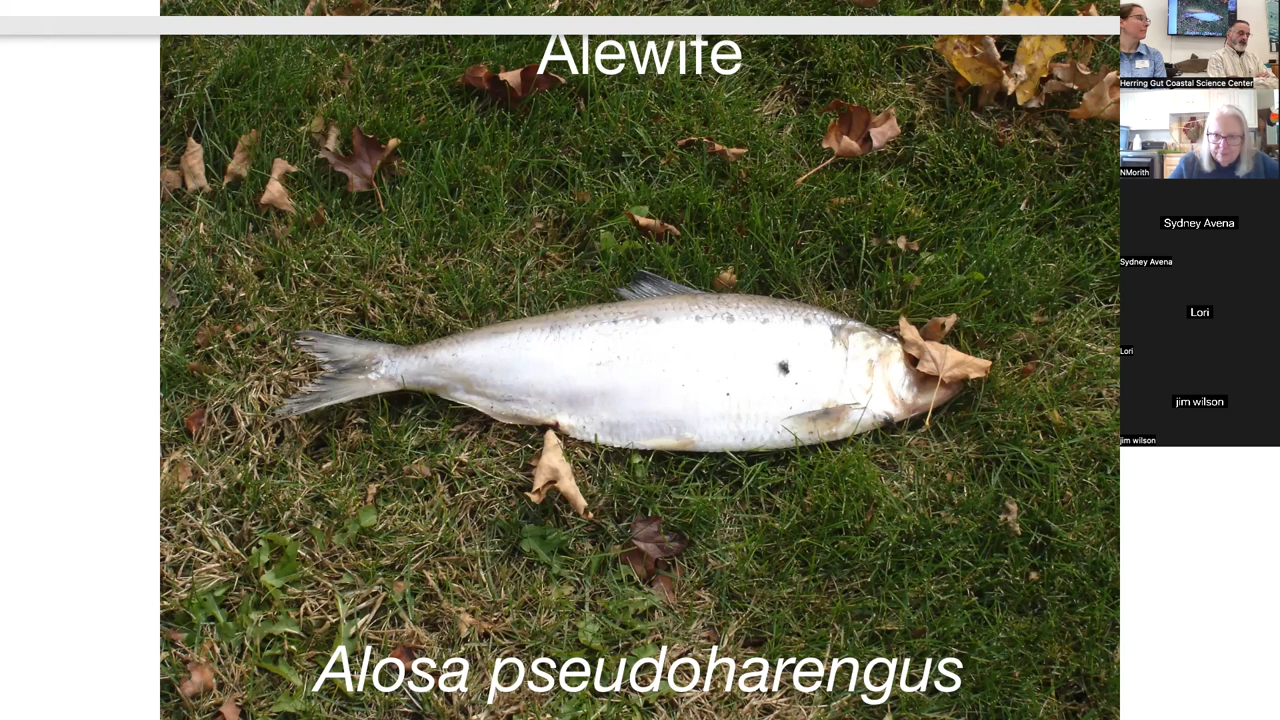 Alewife
Alosa pseudoharengus
Herring Gut Coastal Science Center
NMorith
Sydney Avena
Sydney Avena
Lori
Lori
jim wilson
jim wilson